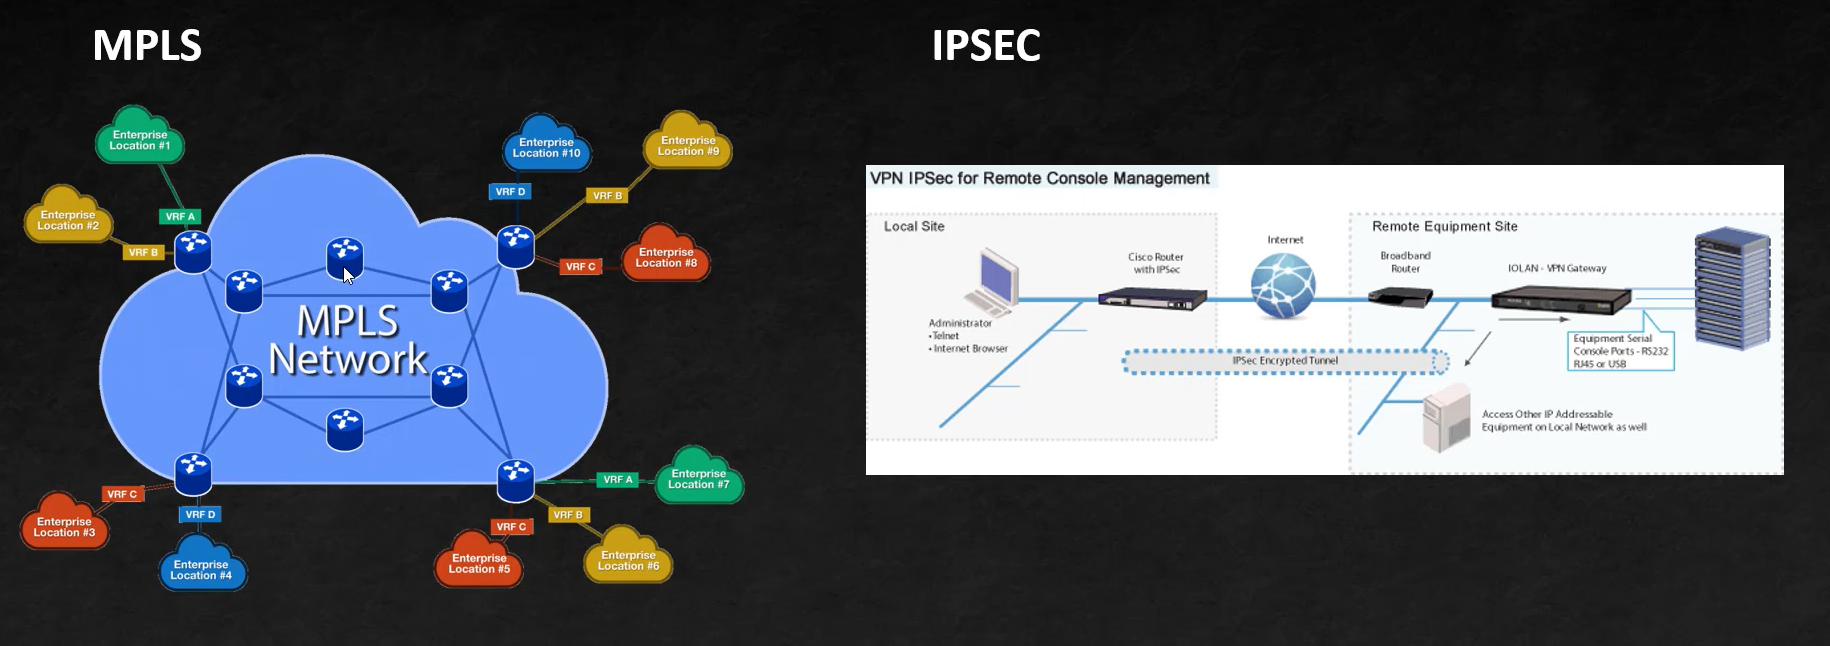 MPLS
Enterprise
Location #1
VRF A
Enterprise
Location #2
VRF B
Enterprise
Location #10
VRF D
Enterprise
Location #9
VRF B
Enterprise
Location #8
VRF C
MPLS
Network
VRF C
Enterprise
Location #3
VRF D
Enterprise
Location #4
VRF A
Enterprise
Location #7
VRF B
Enterprise
Location #6
VRF C
Enterprise
Location #5
IPSEC
VPN IPSec for Remote Console Management
Local Site
Administrator
•Telnet
• Internet Browser
Cisco Router
with IPSec
Internet
Remote Equipment Site
Broadband
Router
IOLAN - VPN Gateway
Equipment Serial
Console Ports - RS232
RJ45 or USB
IPSec Encrypted Tunnel
Access Other IP Addressable
Equipment on Local Network as well